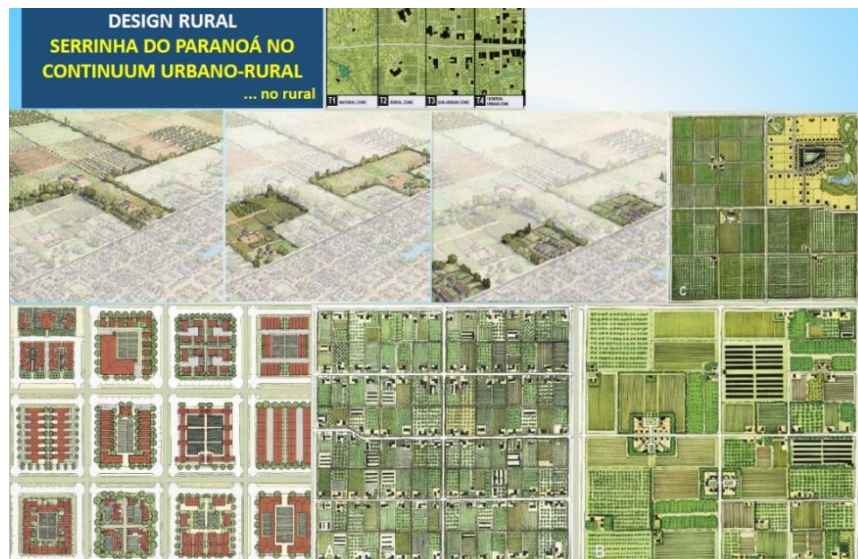 DESIGN RURAL
SERRINHA DO PARANOÁ NO
CONTINUUM URBANO-RURAL
... no rural
T1 NATURAL ZONE
T2 RURAL ZONE
T3 SUB-URBAN ZONE
T4 GENERAL URBAN ZONE
C
A
B